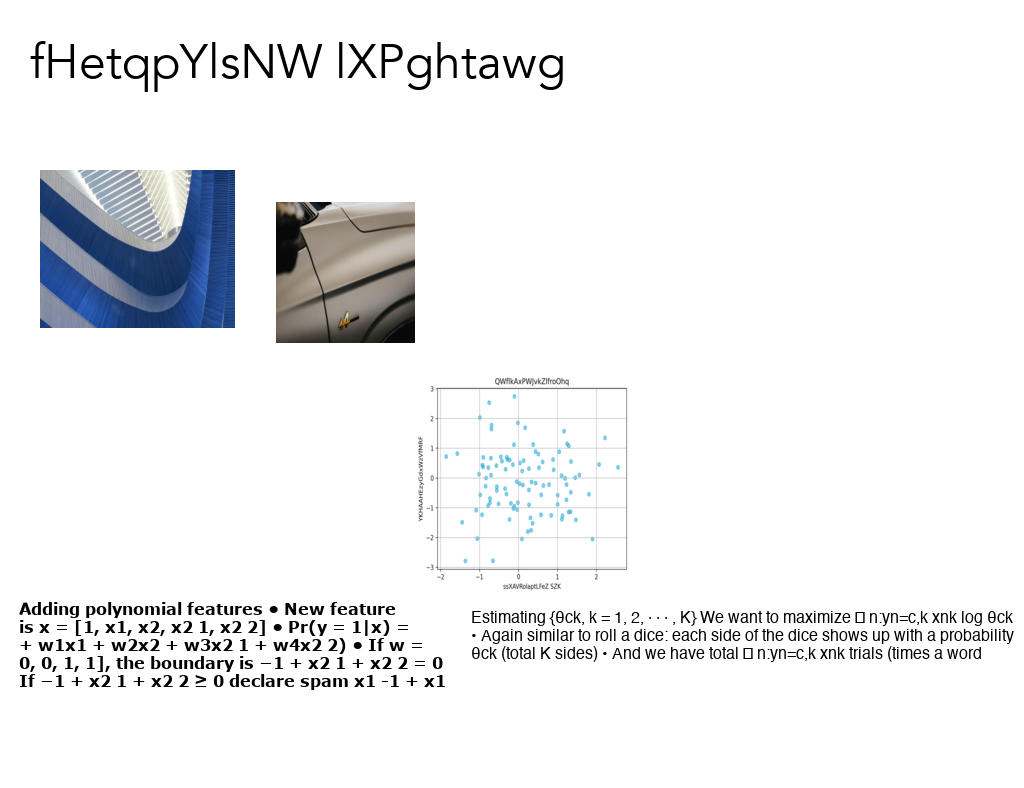 fHetqpYlsNW lXPghtawg
QWflkAxPWJvkZlfroOhq
3
2
1
0
−1
−2
−3
−2 −1 0 1 2
Adding polynomial features • New feature
is x = [1, x1, x2, x2 1, x2 2] • Pr(y = 1|x) =
+ w1x1 + w2x2 + w3x2 1 + w4x2 2) • If w =
0, 0, 1, 1], the boundary is −1 + x2 1 + x2 2 = 0
If −1 + x2 1 + x2 2 ≥ 0 declare spam x1 -1 + x1
Estimating {θck, k = 1, 2, · · · , K} We want to maximize □ n:yn=c,k xnk log θck
• Again similar to roll a dice: each side of the dice shows up with a probability
θck (total K sides) • And we have total □ n:yn=c,k xnk trials (times a word